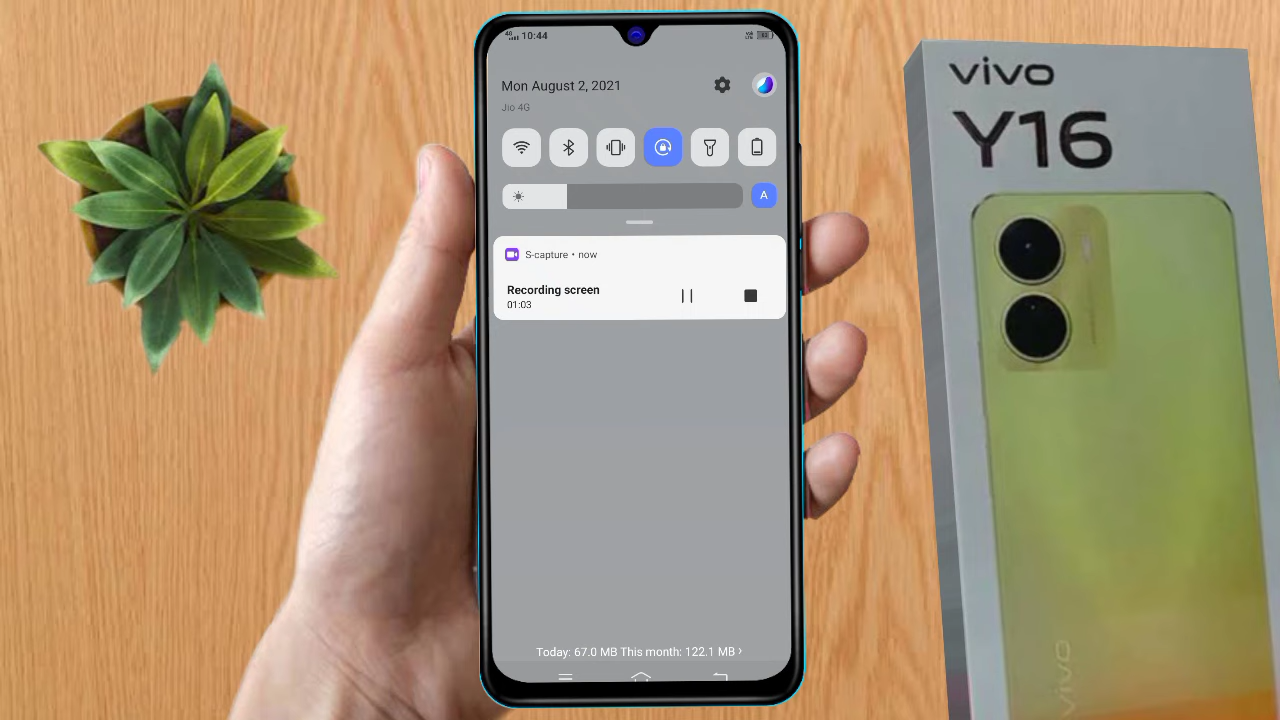 4G 10:44
Mon August 2, 2021
Jio 4G
A
S-capture • now
Recording screen
01:03
Today: 67.0 MB This month: 122.1 MB ›
vivo
Y16
vivo